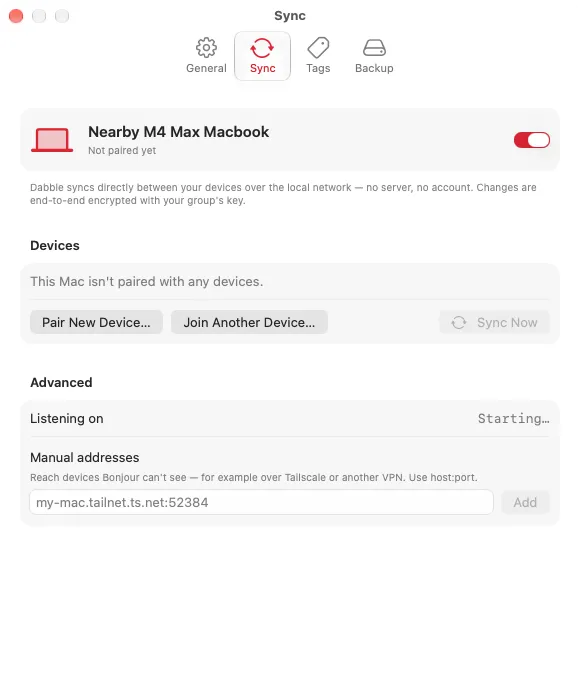 Sync
General
Sync
Tags
Backup
Nearby M4 Max Macbook
Not paired yet
Dabble syncs directly between your devices over the local network — no server, no account. Changes are
end-to-end encrypted with your group's key.
Devices
This Mac isn't paired with any devices.
Pair New Device...
Join Another Device...
Sync Now
Advanced
Listening on
Starting…
Manual addresses
Reach devices Bonjour can't see — for example over Tailscale or another VPN. Use host:port.
my-mac.tailnet.ts.net:52384
Add